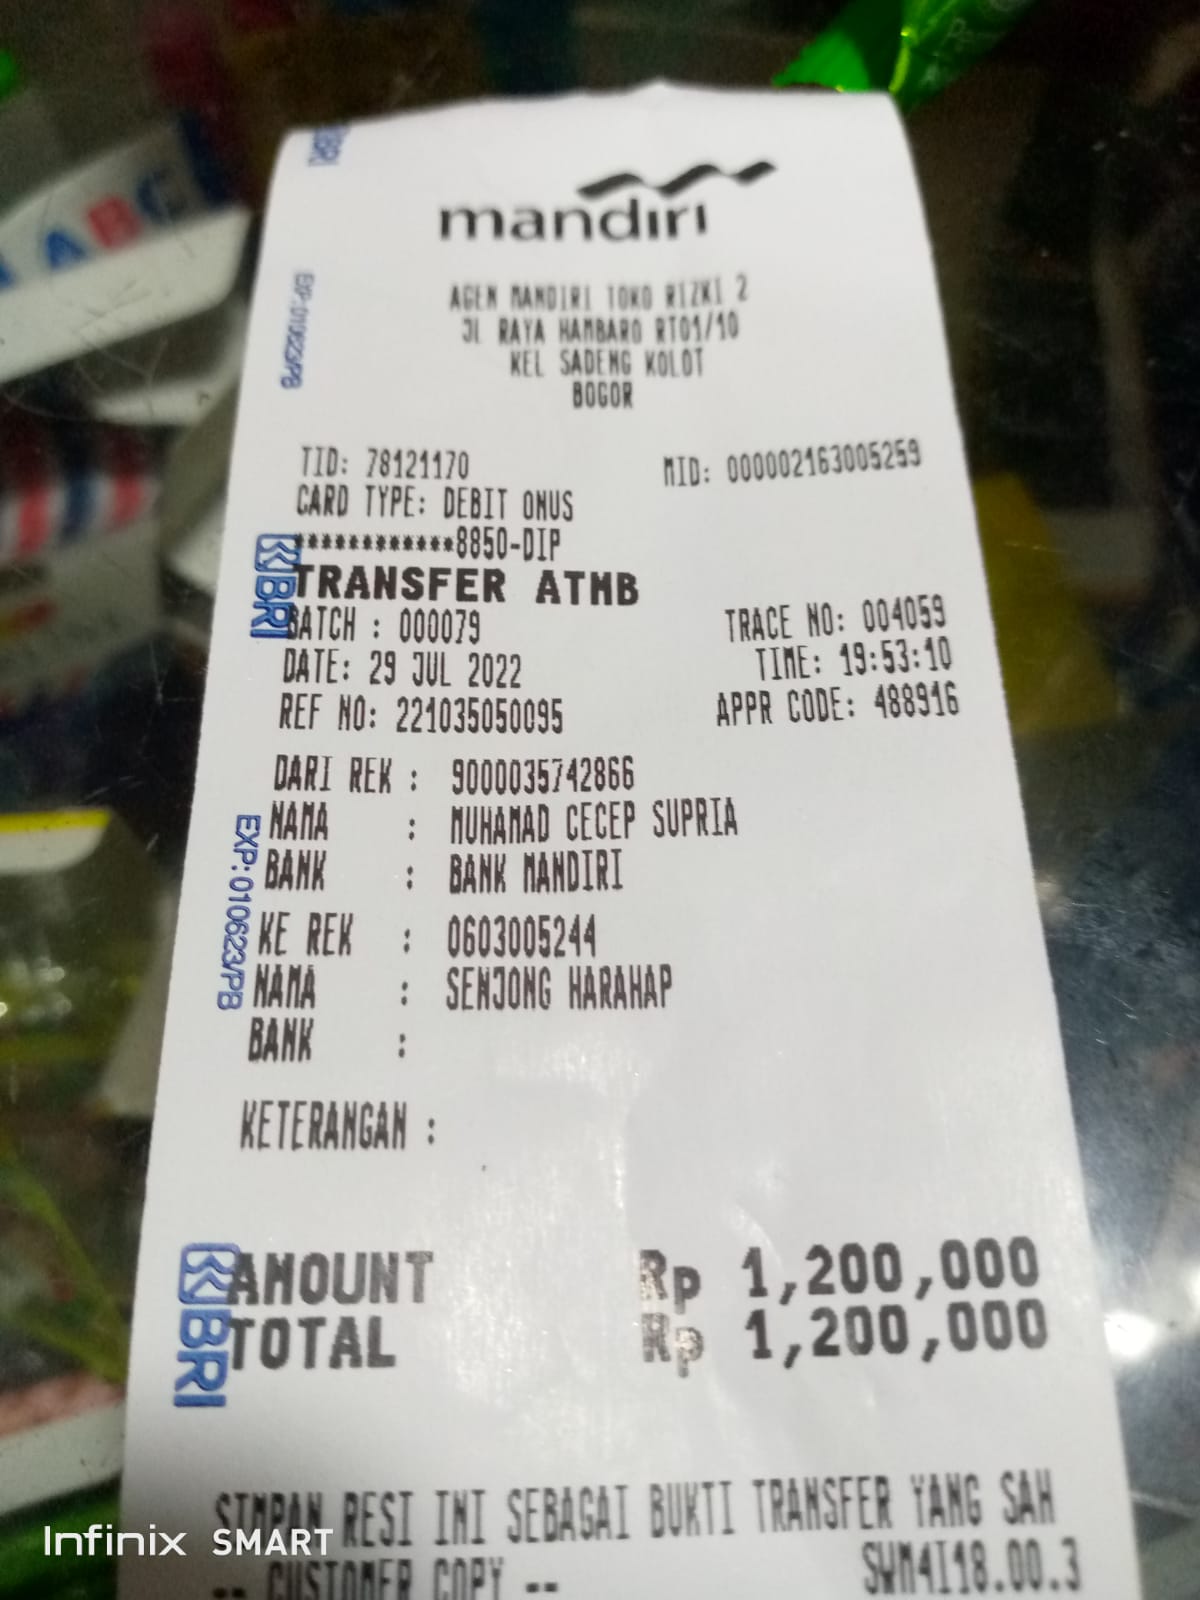 BRI
mandiri
AGEN MANDIRI TOKO RIZKI 2
JL RAYA HAMBARO RT01/10
KEL SADENG KOLOT
BOGOR
EXP:010623/PB
TID: 78121170 MID: 000002163005259
CARD TYPE: DEBIT ONUS
************8850-DIP
BRI
TRANSFER ATMB
BATCH : 000079 TRACE NO: 004059
DATE: 29 JUL 2022 TIME: 19:53:10
REF NO: 221035050095 APPR CODE: 488916
DARI REK : 9000035742866
NAMA : MUHAMAD CECEP SUPRIA
BANK : BANK MANDIRI
EXP:010623/PB
KE REK : 0603005244
NAMA : SENJONG HARAHAP
BANK :
KETERANGAN :
BRI
AMOUNT Rp 1,200,000
TOTAL Rp 1,200,000
SIMPAN RESI INI SEBAGAI BUKTI TRANSFER YANG SAH
-- CUSTOMER COPY -- SWM4I18.00.3
Infinix SMART
ABC